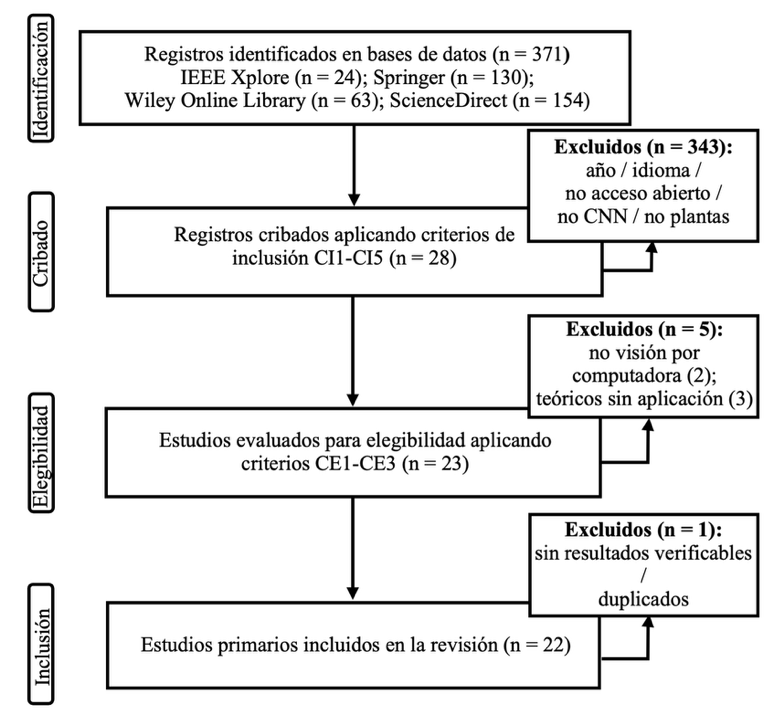 Identificación
Registros identificados en bases de datos (n = 371)
IEEE Xplore (n = 24); Springer (n = 130);
Wiley Online Library (n = 63); ScienceDirect (n = 154)
Excluidos (n = 343):
año / idioma /
no acceso abierto /
no CNN / no plantas
Cribado
Registros cribados aplicando criterios de
inclusión CI1-CI5 (n = 28)
Excluidos (n = 5):
no visión por
computadora (2);
teóricos sin aplicación (3)
Elegibilidad
Estudios evaluados para elegibilidad aplicando
criterios CE1-CE3 (n = 23)
Excluidos (n = 1):
sin resultados verificables
/
duplicados
Inclusión
Estudios primarios incluidos en la revisión (n = 22)